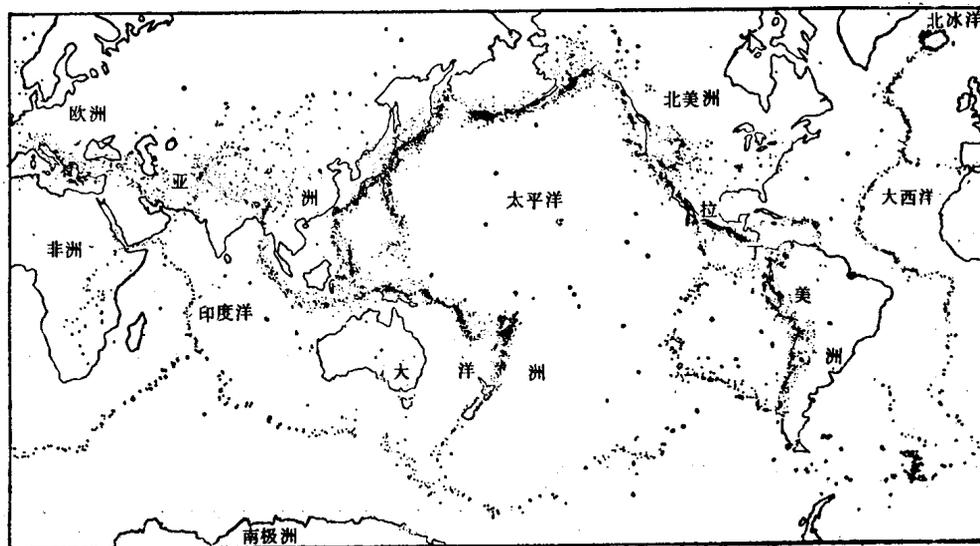 北冰洋
欧洲
北美洲
亚洲
太平洋
大西洋
非洲
拉丁美洲
印度洋
大洋洲
南极洲